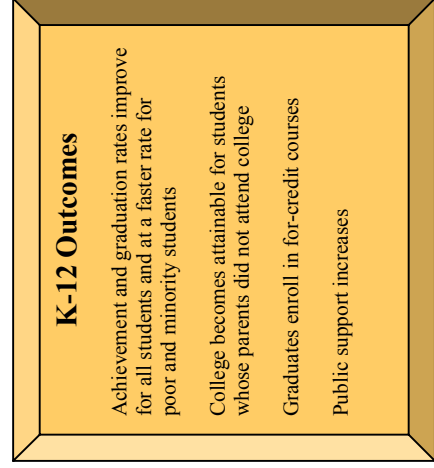 K-12 Outcomes
Achievement and graduation rates improve
for all students and at a faster rate for
poor and minority students
College becomes attainable for students
whose parents did not attend college
Graduates enroll in for-credit courses
Public support increases